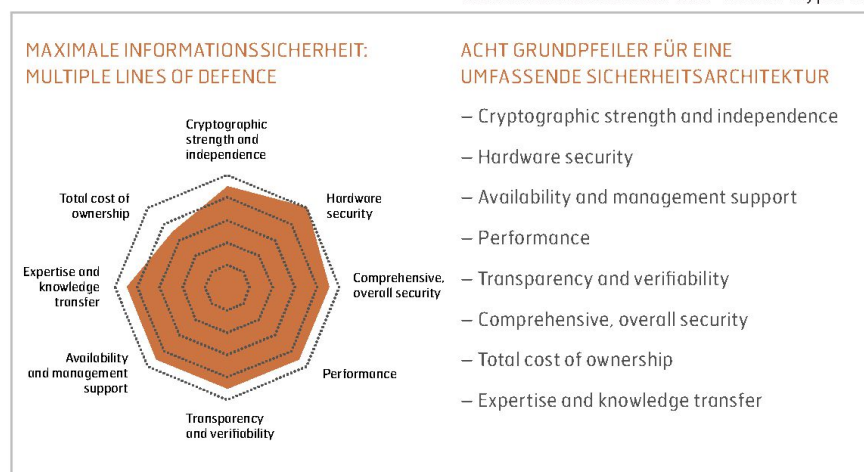 MAXIMALE INFORMATIONSSICHERHEIT:
MULTIPLE LINES OF DEFENCE
Cryptographic
strength and
independence
Hardware
security
Comprehensive,
overall security
Performance
Transparency
and verifiability
Availability
and management
support
Expertise and
knowledge
transfer
Total cost of
ownership
ACHT GRUNDPFEILER FÜR EINE
UMFASSENDE SICHERHEITSARCHITEKTUR
– Cryptographic strength and independence
– Hardware security
– Availability and management support
– Performance
– Transparency and verifiability
– Comprehensive, overall security
– Total cost of ownership
– Expertise and knowledge transfer